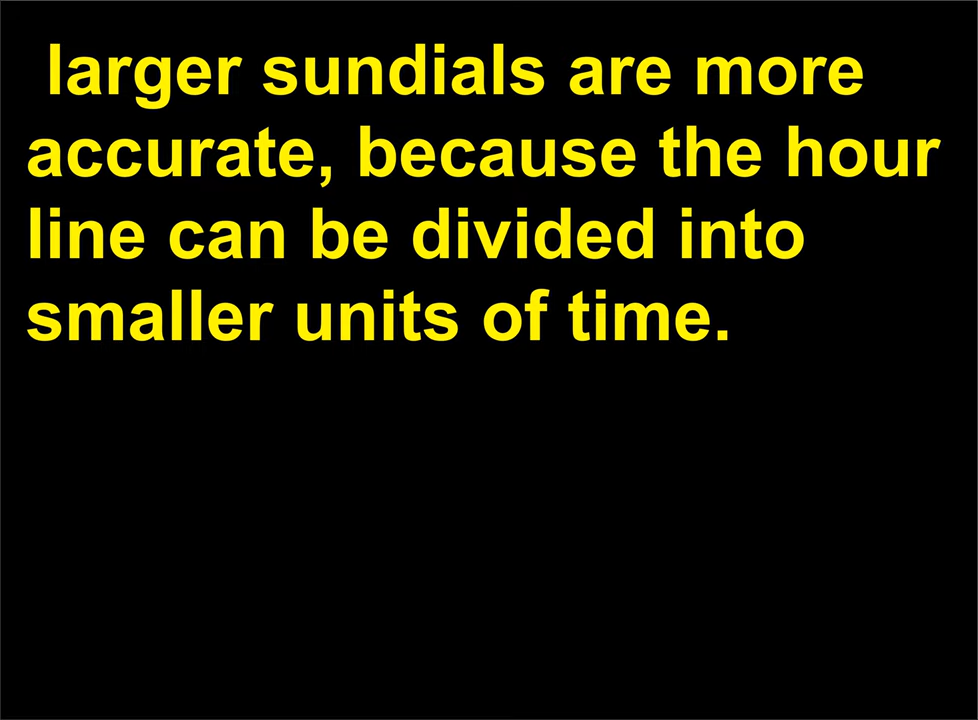 larger sundials are more
accurate, because the hour
line can be divided into
smaller units of time.